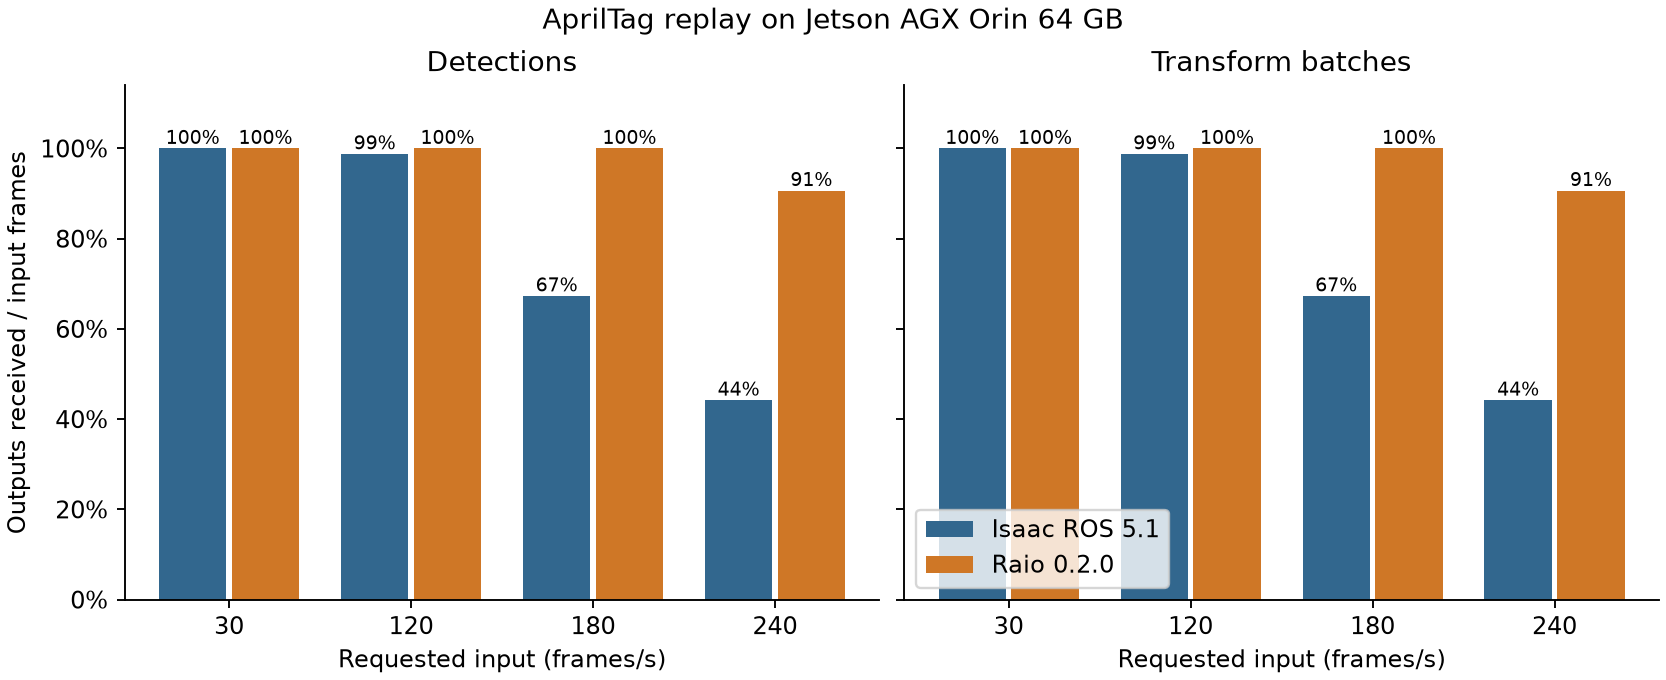 AprilTag replay on Jetson AGX Orin 64 GB
Detections
Outputs received / input frames
100%
80%
60%
40%
20%
0%
100% 100% 99% 100% 67% 100% 44% 91%
30 120 180 240
Requested input (frames/s)
Transform batches
100% 100% 99% 100% 67% 100% 44% 91%
Isaac ROS 5.1
Raio 0.2.0
30 120 180 240
Requested input (frames/s)